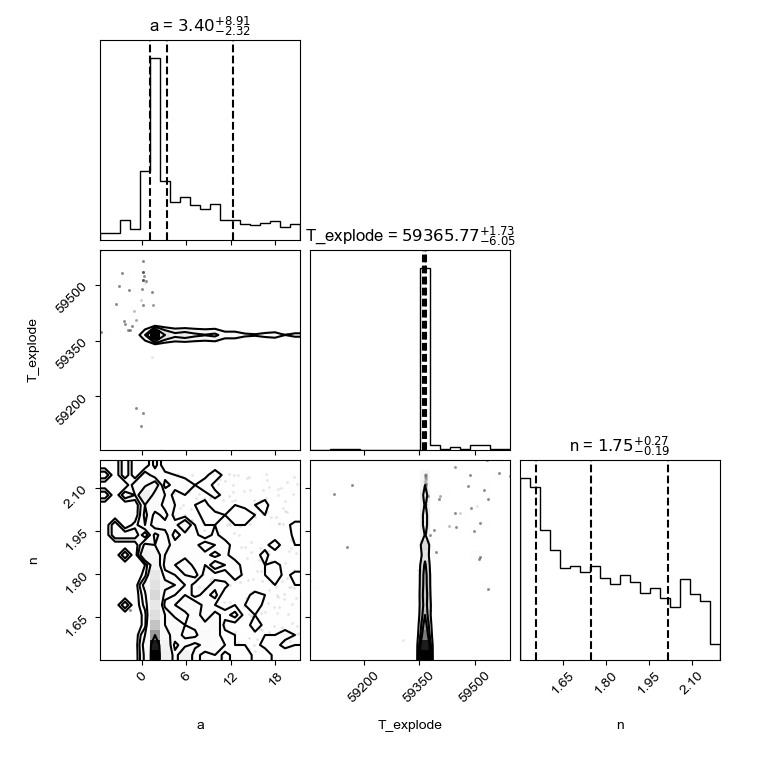 a = 3.40+8.91−2.32
T_explode = 59365.77+1.73−6.05
59500
59350
59200
T_explode
n = 1.75+0.27−0.19
2.10
1.95
1.80
1.65
n
0 6 12 18
59200 59350 59500
1.65 1.80 1.95 2.10
a T_explode n